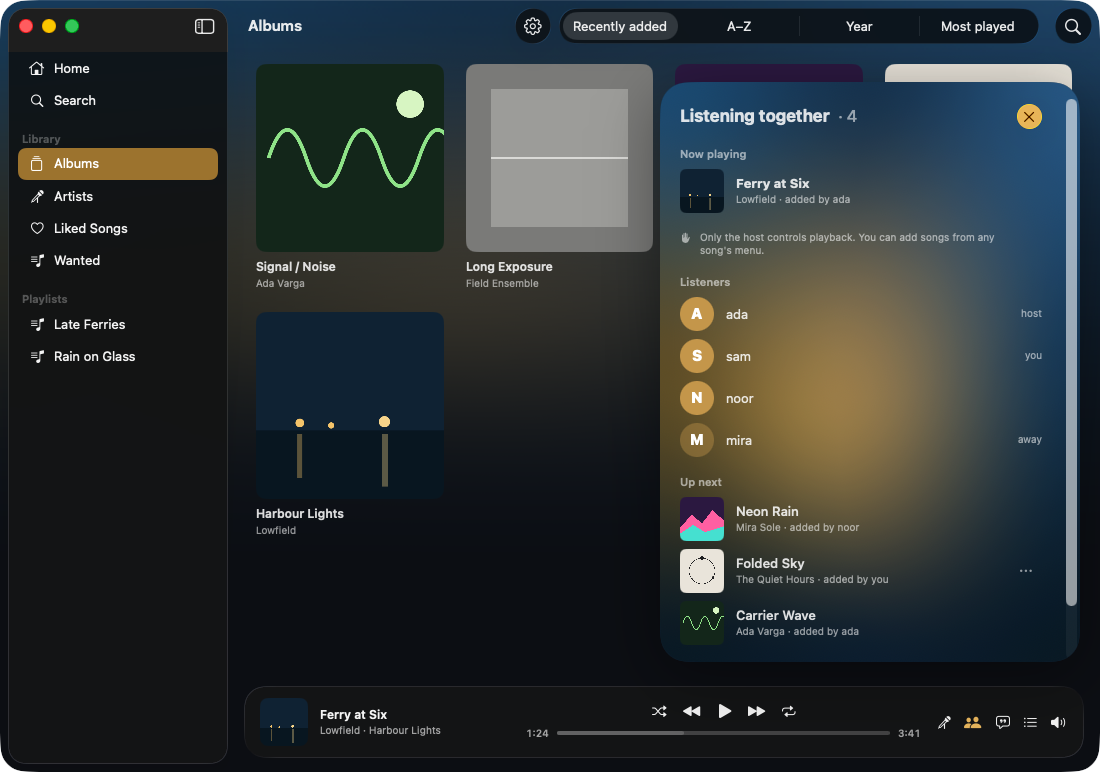 Albums
Recently added
A–Z
Year
Most played
Home
Search
Library
Albums
Artists
Liked Songs
Wanted
Playlists
Late Ferries
Rain on Glass
Signal / Noise
Ada Varga
Long Exposure
Field Ensemble
Harbour Lights
Lowfield
Listening together · 4
Now playing
Ferry at Six
Lowfield · added by ada
Only the host controls playback. You can add songs from any
song's menu.
Listeners
A ada host
S sam you
N noor
M mira away
Up next
Neon Rain
Mira Sole · added by noor
Folded Sky
The Quiet Hours · added by you
Carrier Wave
Ada Varga · added by ada
Ferry at Six
Lowfield · Harbour Lights
1:24
3:41